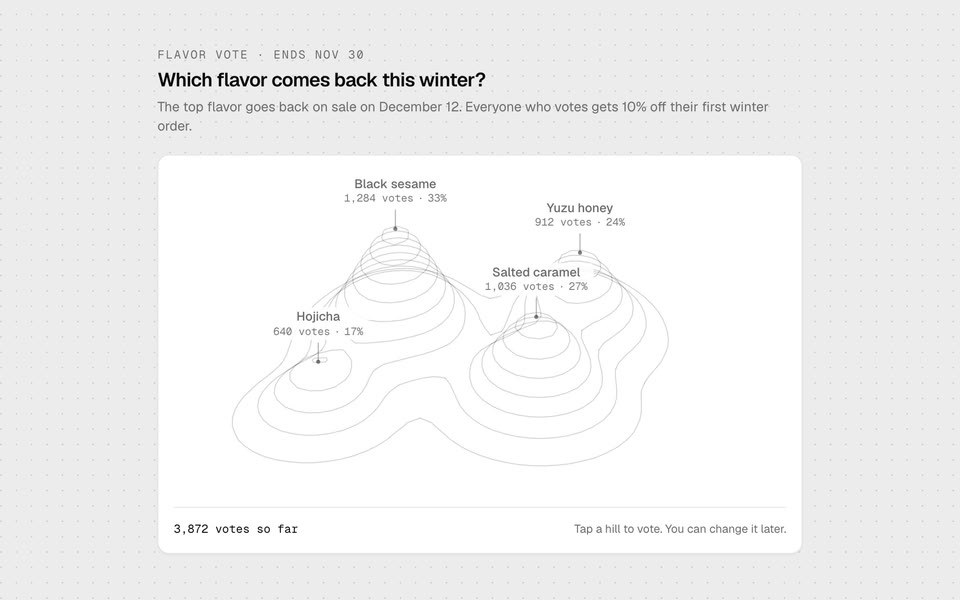 FLAVOR VOTE · ENDS NOV 30
Which flavor comes back this winter?
The top flavor goes back on sale on December 12. Everyone who votes gets 10% off their first winter
order.
Black sesame
1,284 votes · 33%
Yuzu honey
912 votes · 24%
Salted caramel
1,036 votes · 27%
Hojicha
640 votes · 17%
3,872 votes so far
Tap a hill to vote. You can change it later.